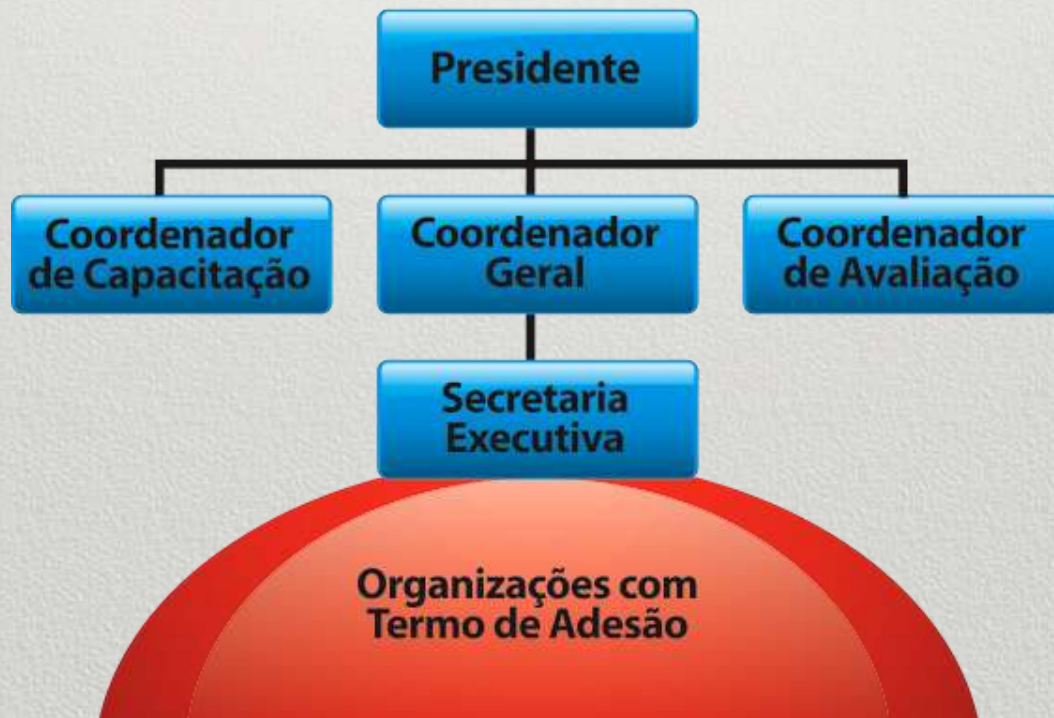 Presidente
Coordenador
de Capacitação
Coordenador
Geral
Coordenador
de Avaliação
Secretaria
Executiva
Organizações com
Termo de Adesão